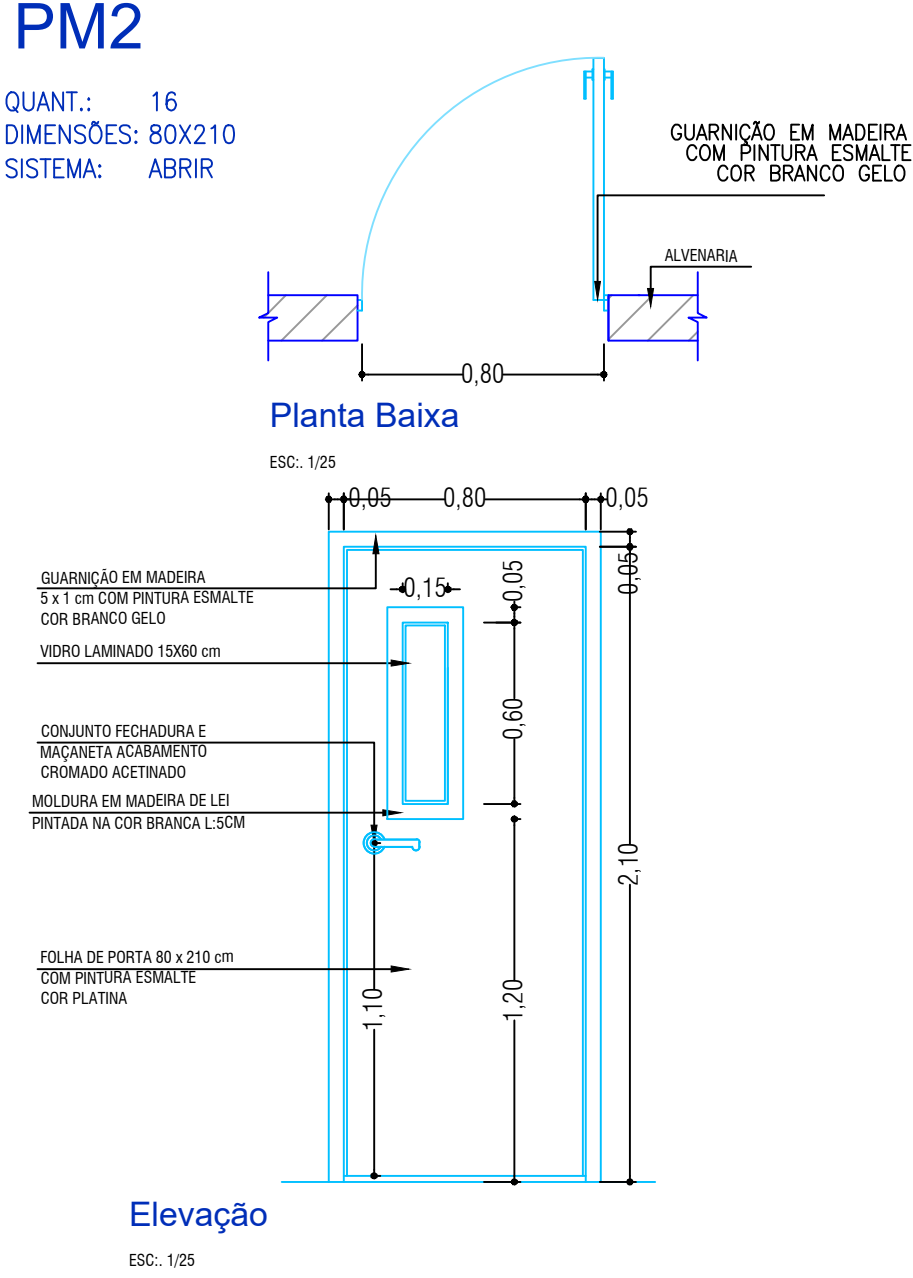 PM2
QUANT.: 16
DIMENSÕES: 80X210
SISTEMA: ABRIR
GUARNIÇÃO EM MADEIRA
COM PINTURA ESMALTE
COR BRANCO GELO
ALVENARIA
0,80
Planta Baixa
ESC:. 1/25
0,05 0,80 0,05
GUARNIÇÃO EM MADEIRA
5 x 1 cm COM PINTURA ESMALTE
COR BRANCO GELO
0,15
0,05
0,05
VIDRO LAMINADO 15X60 cm
0,60
CONJUNTO FECHADURA E
MAÇANETA ACABAMENTO
CROMADO ACETINADO
MOLDURA EM MADEIRA DE LEI
PINTADA NA COR BRANCA L:5CM
2,10
FOLHA DE PORTA 80 x 210 cm
COM PINTURA ESMALTE
COR PLATINA
1,10
1,20
Elevação
ESC:. 1/25